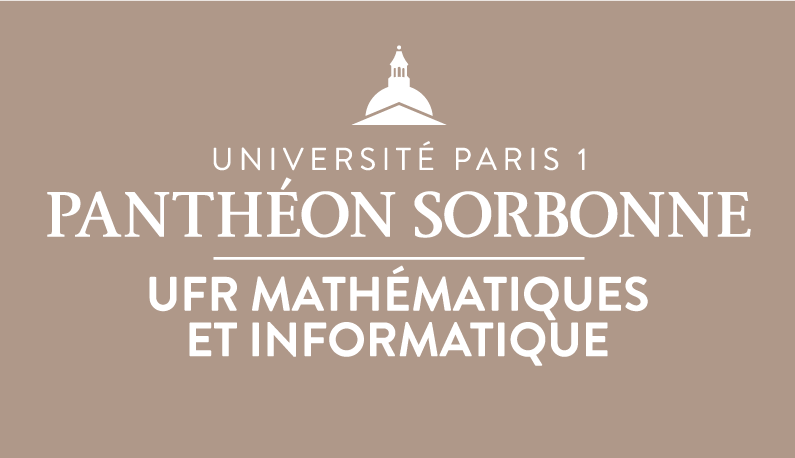 UNIVERSITÉ PARIS 1
PANTHÉON SORBONNE
UFR MATHÉMATIQUES
ET INFORMATIQUE